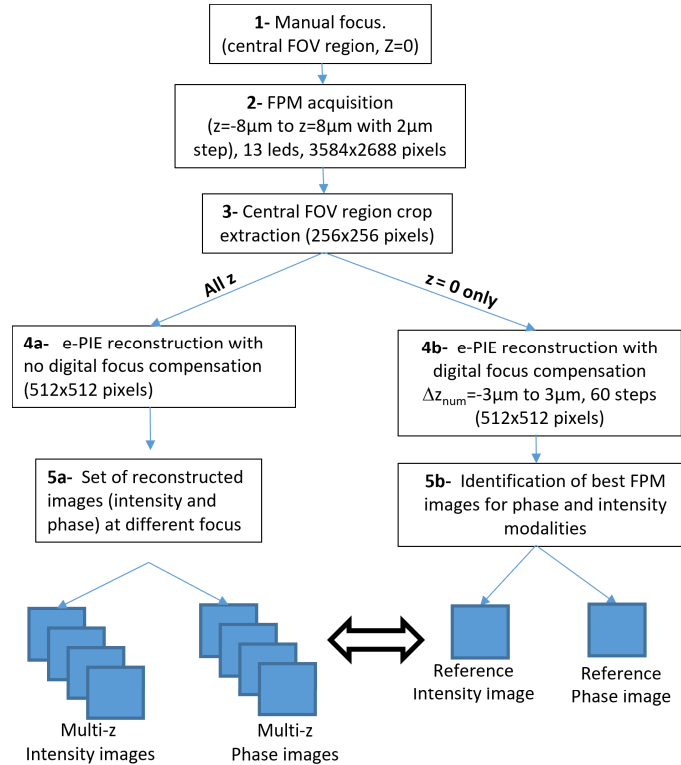 1- Manual focus.
(central FOV region, Z=0)
2- FPM acquisition
(z=-8µm to z=8µm with 2µm
step), 13 leds, 3584x2688 pixels
3- Central FOV region crop
extraction (256x256 pixels)
All z
z = 0 only
4a- e-PIE reconstruction with
no digital focus compensation
(512x512 pixels)
4b- e-PIE reconstruction with
digital focus compensation
Δznum=-3µm to 3µm, 60 steps
(512x512 pixels)
5a- Set of reconstructed
images (intensity and
phase) at different focus
5b- Identification of best FPM
images for phase and intensity
modalities
Multi-z
Intensity images
Multi-z
Phase images
Reference
Intensity image
Reference
Phase image